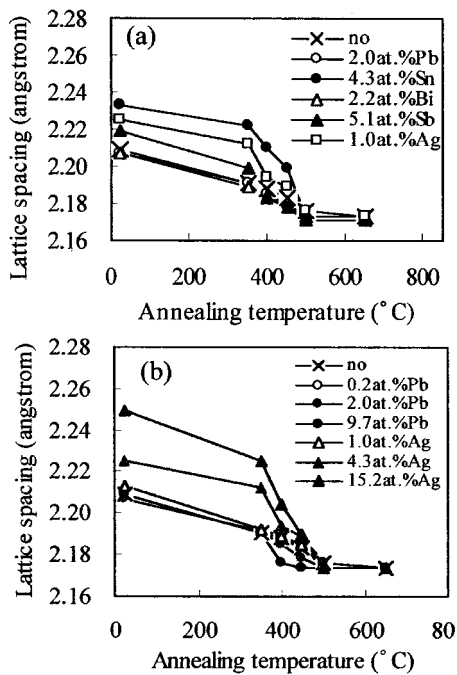 (a)
2.28
2.26
2.24
2.22
2.20
2.18
2.16
Lattice spacing (angstrom)
no
2.0at.%Pb
4.3at.%Sn
2.2at.%Bi
5.1at.%Sb
1.0at.%Ag
0 200 400 600 800
Annealing temperature (°C)
(b)
2.28
2.26
2.24
2.22
2.20
2.18
2.16
Lattice spacing (angstrom)
no
0.2at.%Pb
2.0at.%Pb
9.7at.%Pb
1.0at.%Ag
4.3at.%Ag
15.2at.%Ag
0 200 400 600 80
Annealing temperature (°C)